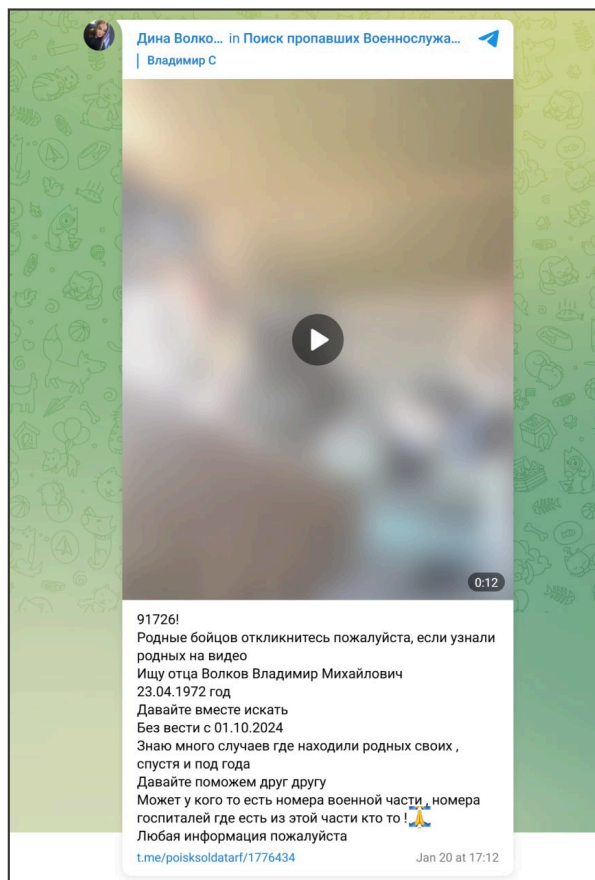 Дина Волко... in Поиск пропавших Военнослужа...
Владимир С
0:12
91726!
Родные бойцов откликнитесь пожалуйста, если узнали
родных на видео
Ищу отца Волков Владимир Михайлович
23.04.1972 год
Давайте вместе искать
Без вести с 01.10.2024
Знаю много случаев где находили родных своих ,
спустя и под года
Давайте поможем друг другу
Может у кого то есть номера военной части , номера
госпиталей где есть из этой части кто то !🙏
Любая информация пожалуйста
t.me/poisksoldatarf/1776434 Jan 20 at 17:12